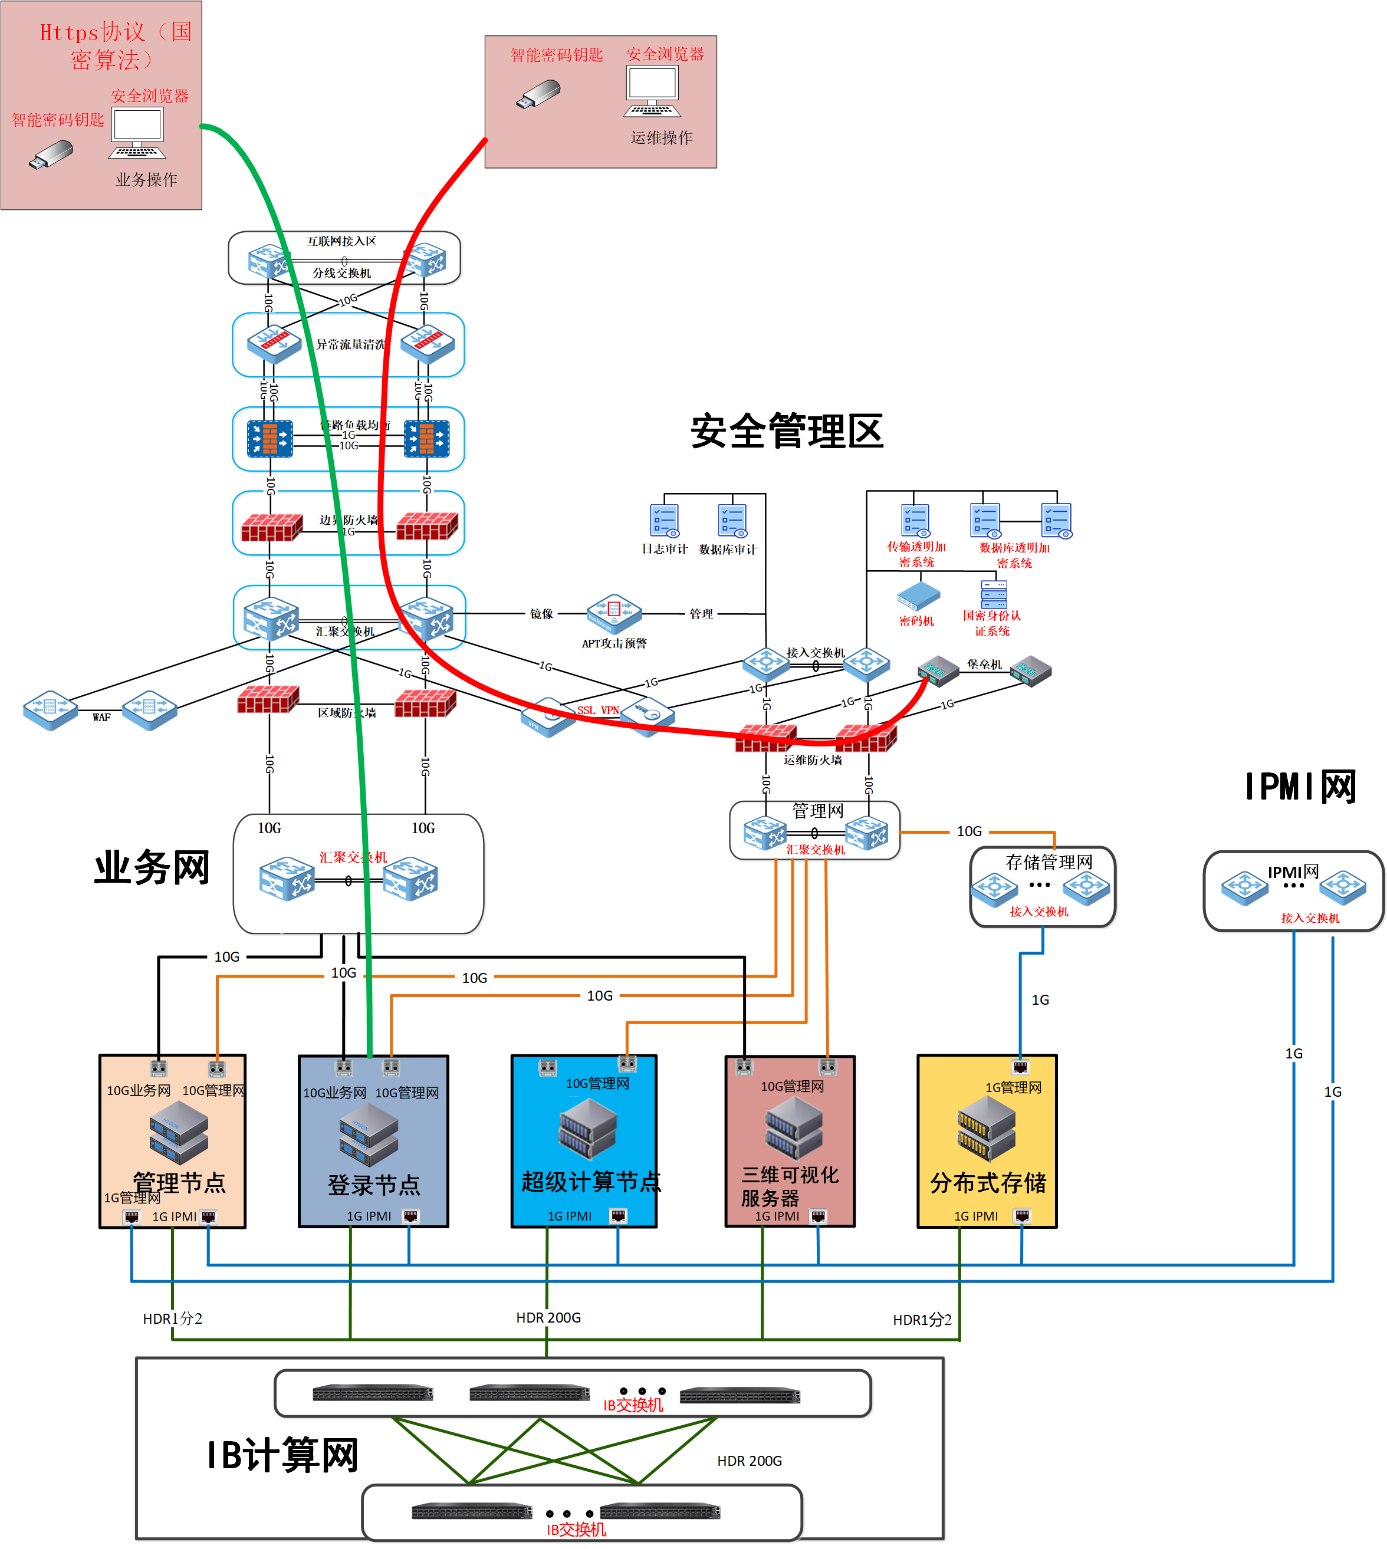 Https协议（国
密算法）
安全浏览器
智能密码钥匙
业务操作
智能密码钥匙
安全浏览器
运维操作
互联网接入区
分线交换机
10G
10G
10G
异常流量清洗
10G
10G
10G
10G
链路负载均衡
1G
10G
10G
10G
边界防火墙
1G
10G
10G
汇聚交换机
10G
10G
WAF
区域防火墙
10G
10G
安全管理区
日志审计
数据库审计
传输透明加
密系统
数据库透明加
密系统
密码机
国密身份认
证系统
镜像
管理
APT攻击预警
接入交换机
堡垒机
1G
1G
1G
1G
SSL VPN
VPN
1G
1G
1G
1G
运维防火墙
10G
10G
管理网
汇聚交换机
10G
存储管理网
接入交换机
IPMI网
IPMI网
接入交换机
业务网
10G
10G
汇聚交换机
10G
10G
10G
10G
1G
1G
1G
10G业务网
10G管理网
管理节点
1G管理网
1G IPMI
10G业务网
10G管理网
登录节点
1G IPMI
10G管理网
超级计算节点
1G IPMI
10G管理网
三维可视化
服务器
1G IPMI
1G管理网
分布式存储
1G IPMI
HDR1分2
HDR 200G
HDR1分2
IB交换机
IB计算网
HDR 200G
IB交换机